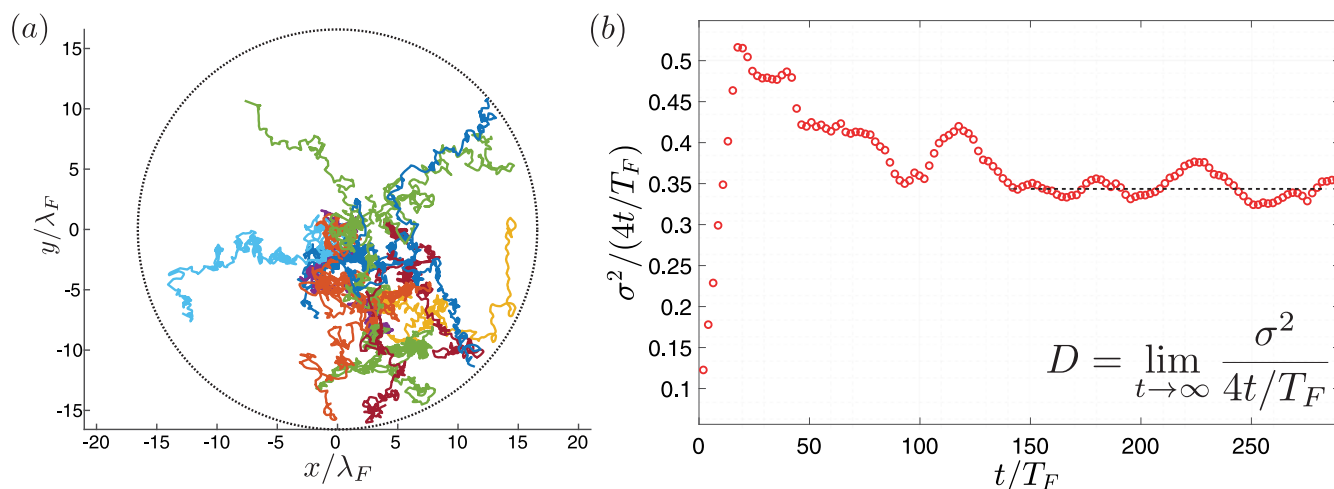 (a)
15
10
5
0
-5
-10
-15
y/λ_F
-20 -15 -10 -5 0 5 10 15 20
x/λ_F
(b)
0.5
0.45
0.4
0.35
0.3
0.25
0.2
0.15
0.1
σ²/(4t/T_F)
D = lim_{t→∞} σ²/(4t/T_F)
0 50 100 150 200 250
t/T_F